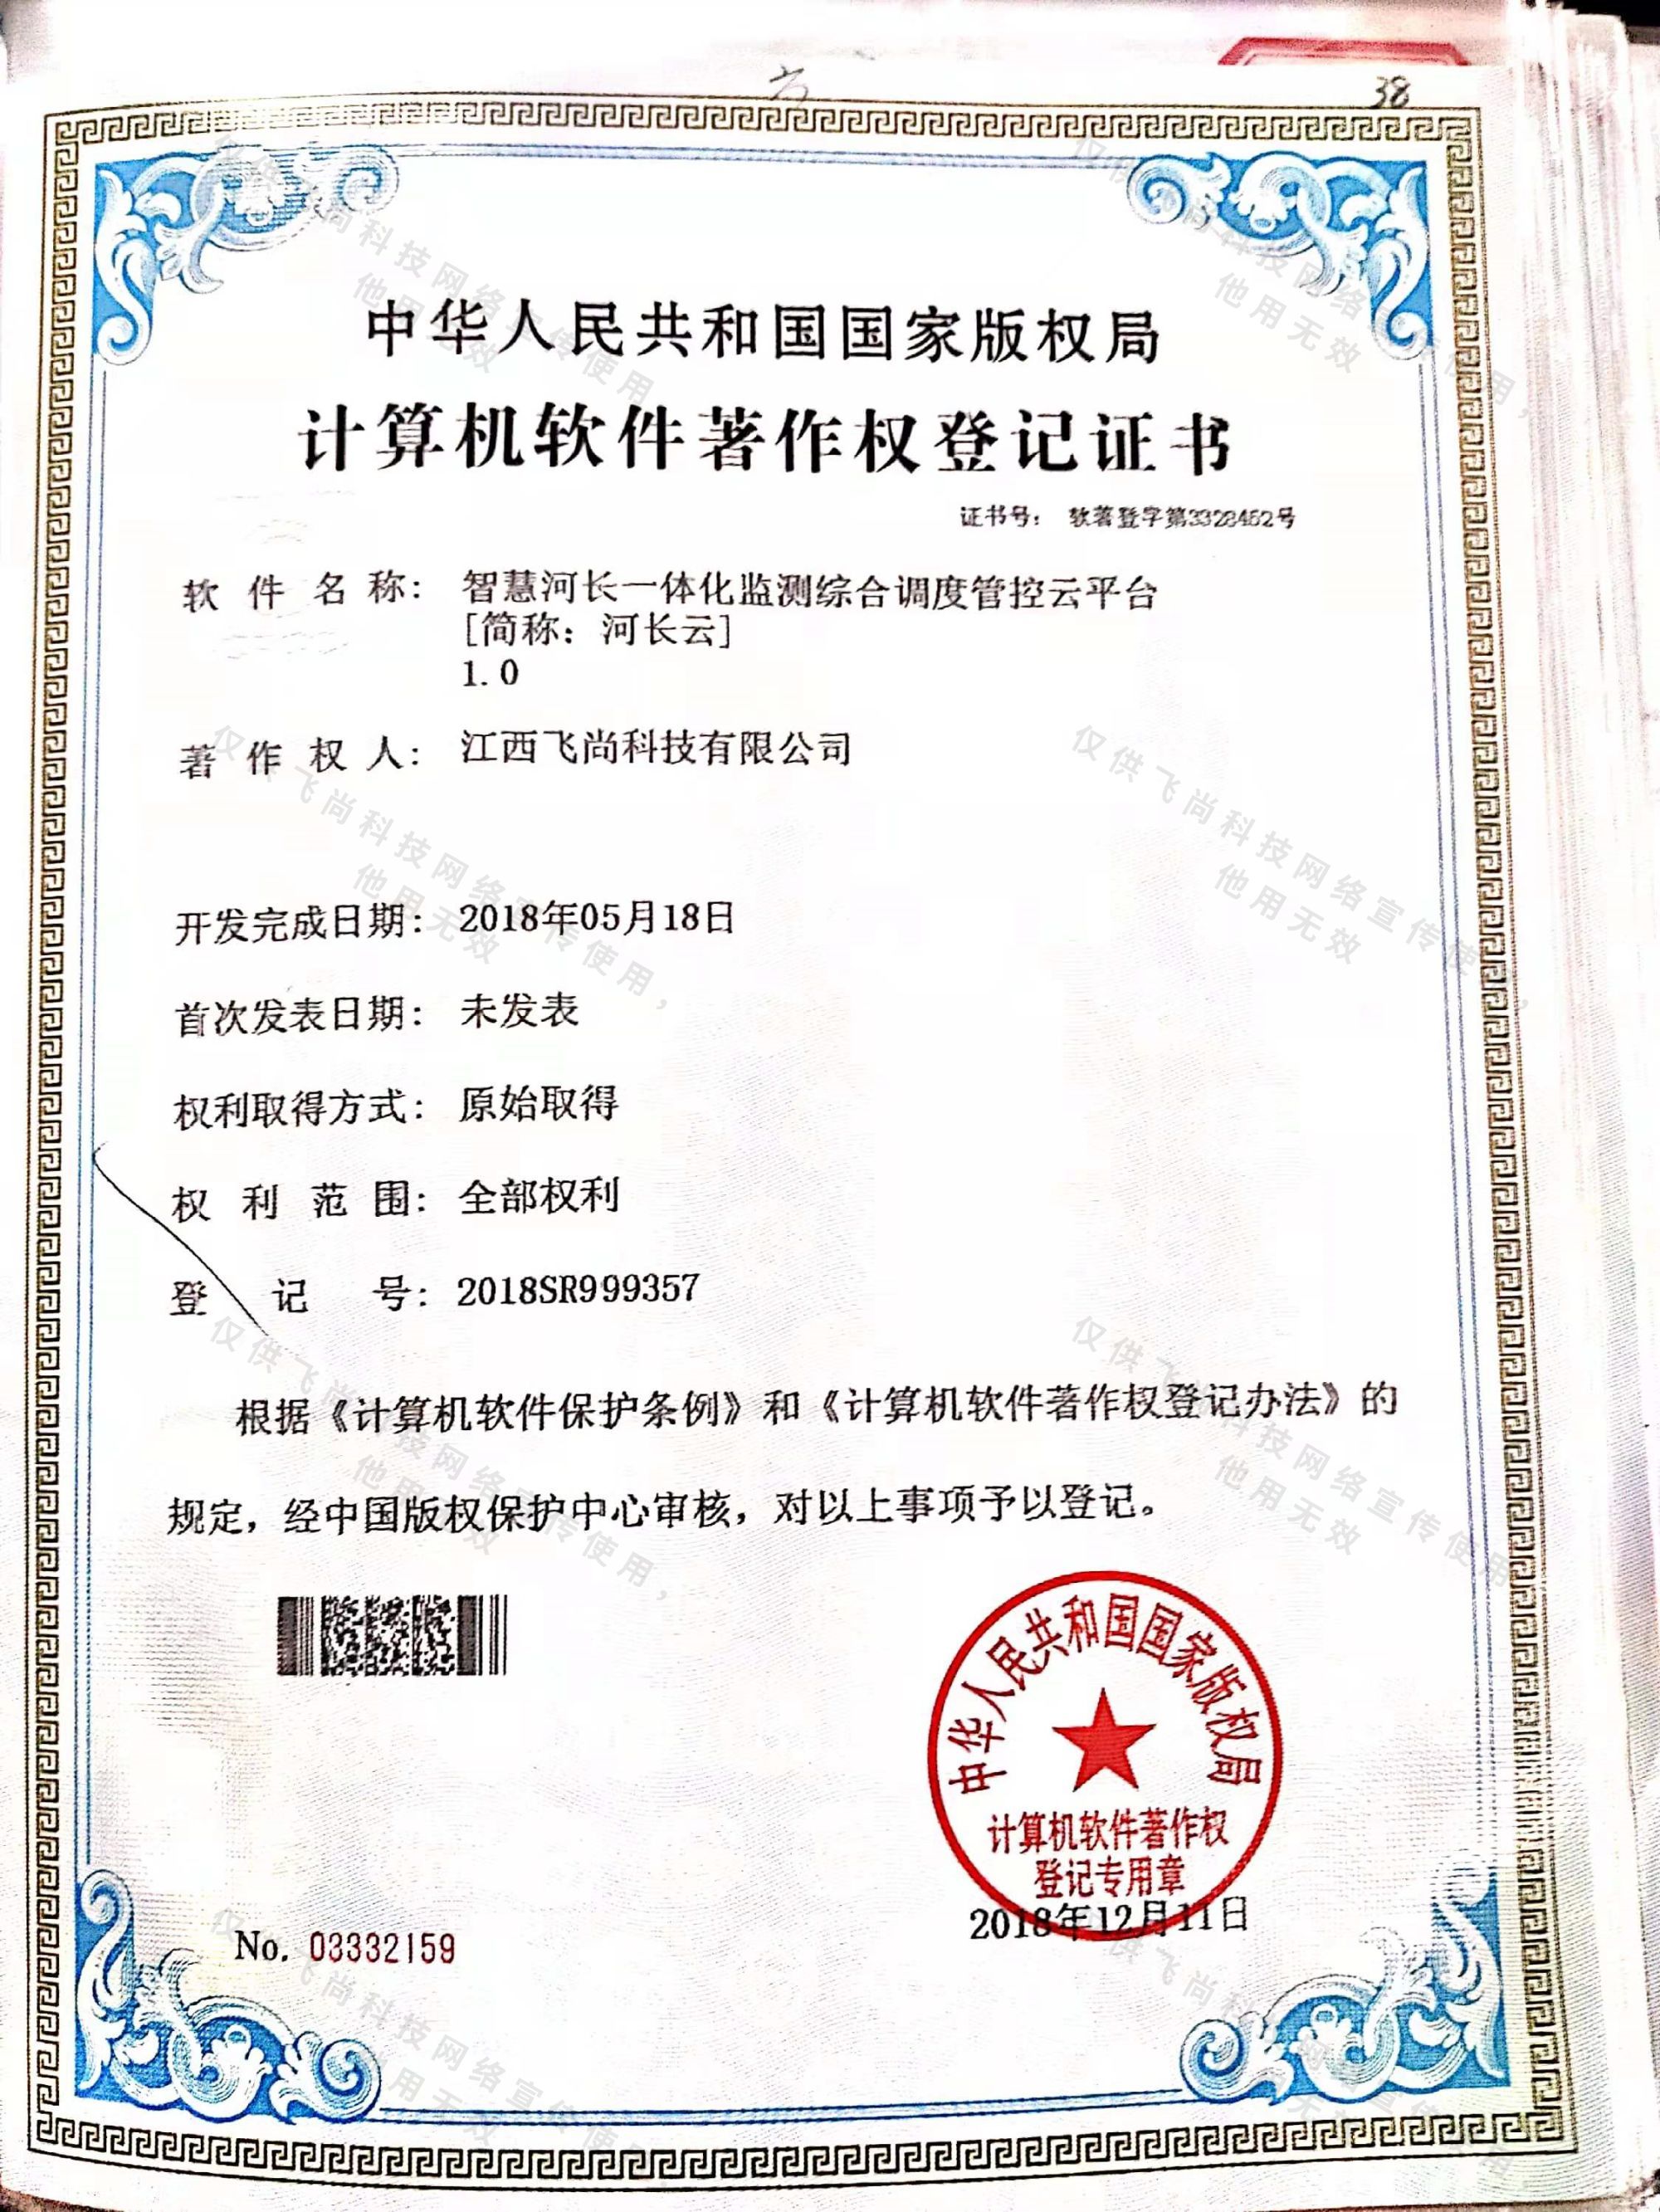 38
中华人民共和国国家版权局
计算机软件著作权登记证书
证书号： 软著登字第3328452号
软件名称： 智慧河长一体化监测综合调度管控云平台
[简称：河长云]
1.0
著作权人： 江西飞尚科技有限公司
开发完成日期： 2018年05月18日
首次发表日期： 未发表
权利取得方式： 原始取得
权利范围： 全部权利
登记号： 2018SR999357
根据《计算机软件保护条例》和《计算机软件著作权登记办法》的
规定，经中国版权保护中心审核，对以上事项予以登记。
中华人民共和国国家版权局
计算机软件著作权
登记专用章
2018年12月11日
No. 03332159
仅供飞尚科技网络宣传使用，
他用无效